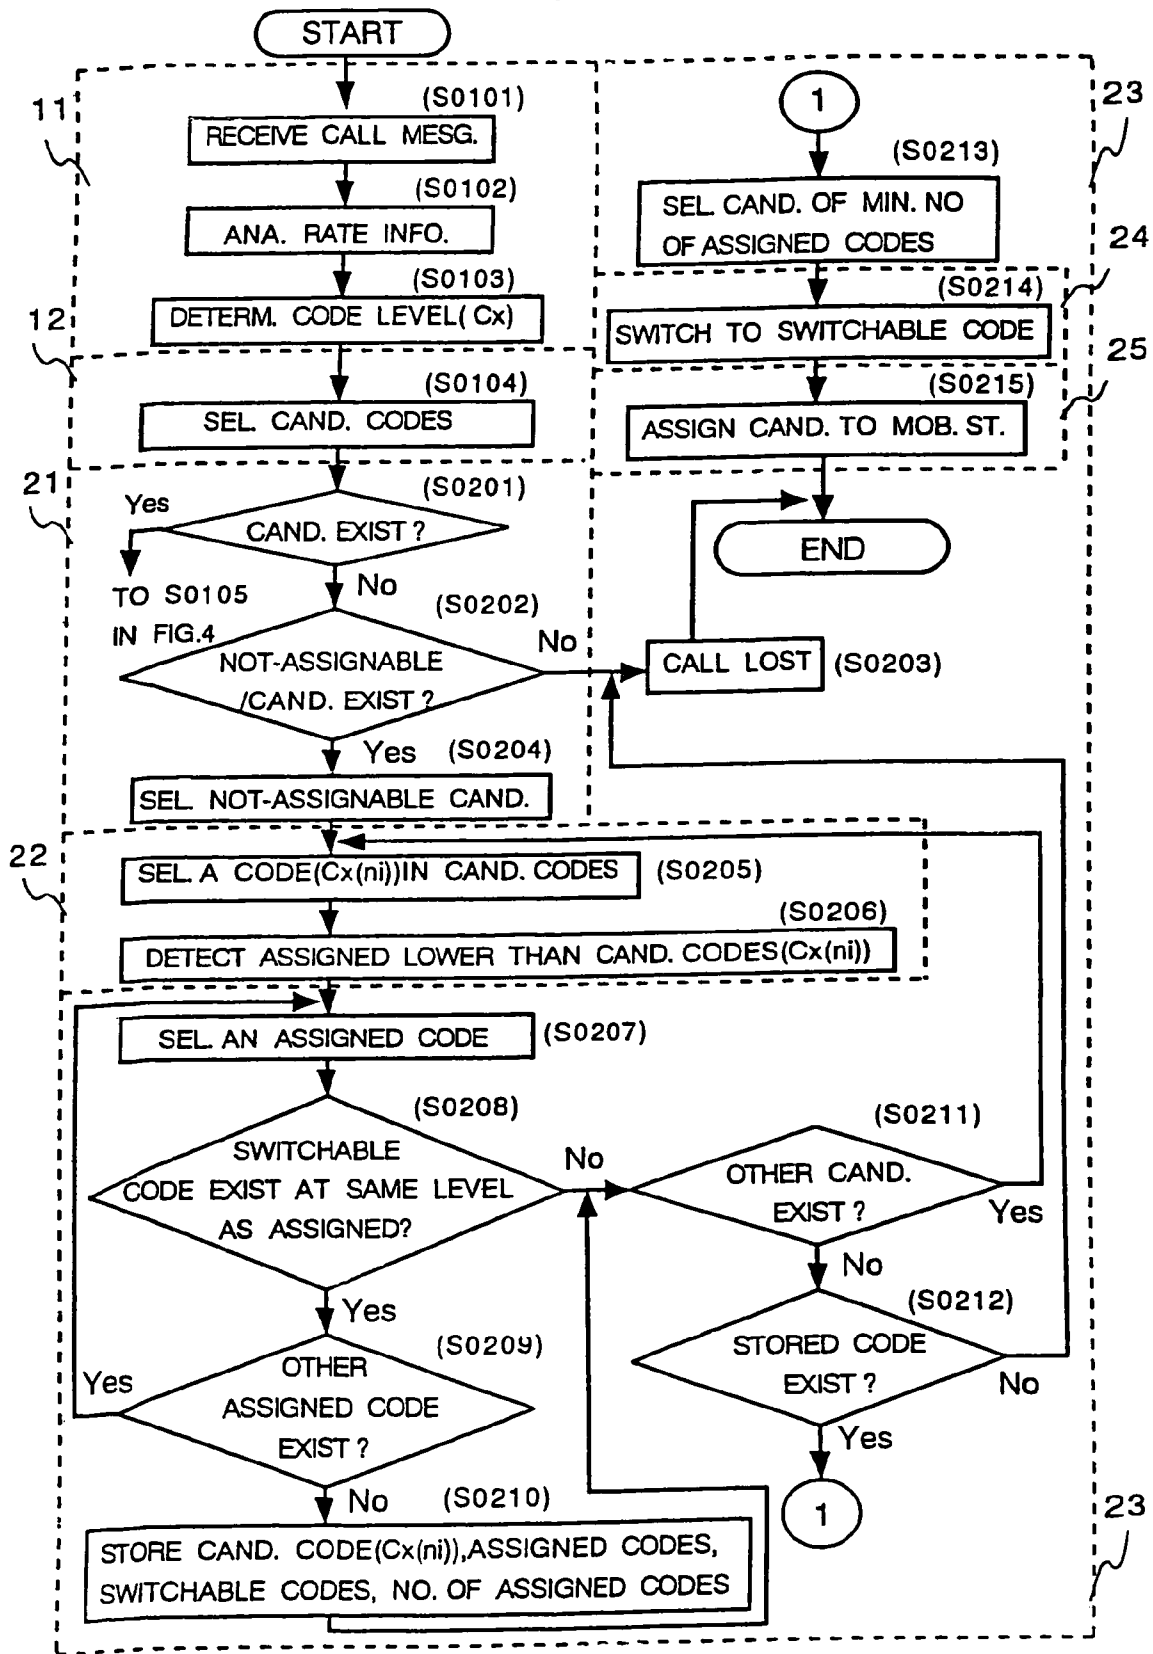 START
11
(S0101)
RECEIVE CALL MESG.
(S0102)
ANA. RATE INFO.
(S0103)
DETERM. CODE LEVEL(Cx)
12
(S0104)
SEL. CAND. CODES
21
(S0201)
Yes
CAND. EXIST?
TO S0105
IN FIG.4
No
(S0202)
NOT-ASSIGNABLE
/CAND. EXIST?
No
CALL LOST
(S0203)
Yes
(S0204)
SEL. NOT-ASSIGNABLE CAND.
22
SEL. A CODE(Cx(ni))IN CAND. CODES
(S0205)
(S0206)
DETECT ASSIGNED LOWER THAN CAND. CODES(Cx(ni))
SEL. AN ASSIGNED CODE
(S0207)
(S0208)
SWITCHABLE
CODE EXIST AT SAME LEVEL
AS ASSIGNED?
No
Yes
(S0209)
OTHER
ASSIGNED CODE
EXIST?
Yes
No
(S0210)
STORE CAND. CODE(Cx(ni)),ASSIGNED CODES,
SWITCHABLE CODES, NO. OF ASSIGNED CODES
(S0211)
OTHER CAND.
EXIST?
Yes
No
(S0212)
STORED CODE
EXIST?
No
Yes
1
23
1
23
(S0213)
SEL. CAND. OF MIN. NO
OF ASSIGNED CODES
24
(S0214)
SWITCH TO SWITCHABLE CODE
25
(S0215)
ASSIGN CAND. TO MOB. ST.
END